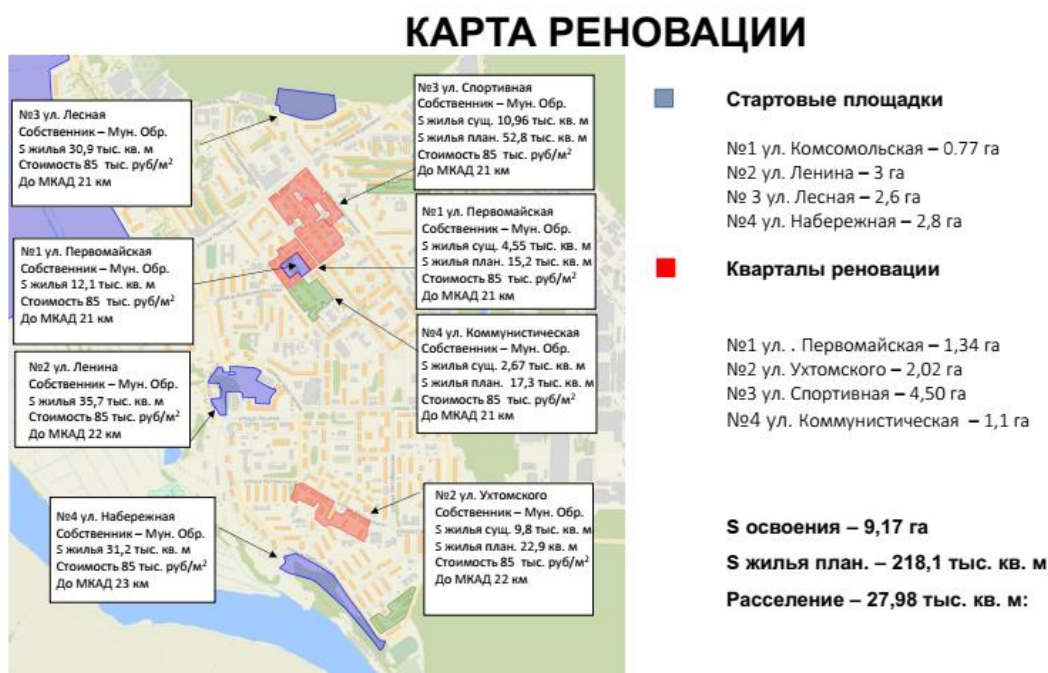 КАРТА РЕНОВАЦИИ
№3 ул. Лесная
Собственник – Мун. Обр.
S жилья 30,9 тыс. кв. м
Стоимость 85 тыс. руб/м²
До МКАД 21 км
№3 ул. Спортивная
Собственник – Мун. Обр.
S жилья сущ. 10,96 тыс. кв. м
S жилья план. 52,8 тыс. кв. м
Стоимость 85 тыс. руб/м²
До МКАД 21 км
№1 ул. Первомайская
Собственник – Мун. Обр.
S жилья сущ. 4,55 тыс. кв. м
S жилья план. 15,2 тыс. кв. м
Стоимость 85 тыс. руб/м²
До МКАД 21 км
№1 ул. Первомайская
Собственник – Мун. Обр.
S жилья 12,1 тыс. кв. м
Стоимость 85 тыс. руб/м²
До МКАД 21 км
№4 ул. Коммунистическая
Собственник – Мун. Обр.
S жилья сущ. 2,67 тыс. кв. м
S жилья план. 17,3 тыс. кв. м
Стоимость 85 тыс. руб/м²
До МКАД 21 км
№2 ул. Ленина
Собственник – Мун. Обр.
S жилья 35,7 тыс. кв. м
Стоимость 85 тыс. руб/м²
До МКАД 22 км
№4 ул. Набережная
Собственник – Мун. Обр.
S жилья 31,2 тыс. кв. м
Стоимость 85 тыс. руб/м²
До МКАД 23 км
№2 ул. Ухтомского
Собственник – Мун. Обр.
S жилья сущ. 9,8 тыс. кв. м
S жилья план. 22,9 тыс. кв. м
Стоимость 85 тыс. руб/м²
До МКАД 22 км
Стартовые площадки
№1 ул. Комсомольская – 0.77 га
№2 ул. Ленина – 3 га
№ 3 ул. Лесная – 2,6 га
№4 ул. Набережная – 2,8 га
Кварталы реновации
№1 ул. . Первомайская – 1,34 га
№2 ул. Ухтомского – 2,02 га
№3 ул. Спортивная – 4,50 га
№4 ул. Коммунистическая – 1,1 га
S освоения – 9,17 га
S жилья план. – 218,1 тыс. кв. м
Расселение – 27,98 тыс. кв. м: